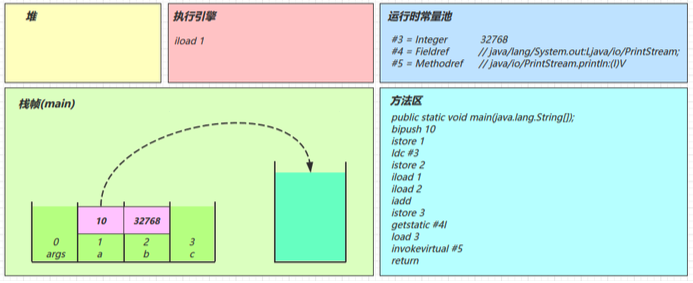 堆
执行引擎
iload 1
运行时常量池
#3 = Integer 32768
#4 = Fieldref // java/lang/System.out:Ljava/io/PrintStream;
#5 = Methodref // java/io/PrintStream.println:(I)V
栈帧(main)
10 32768
0 1 2 3
args a b c
方法区
public static void main(java.lang.String[]);
bipush 10
istore 1
ldc #3
istore 2
iload 1
iload 2
iadd
istore 3
getstatic #4l
load 3
invokevirtual #5
return